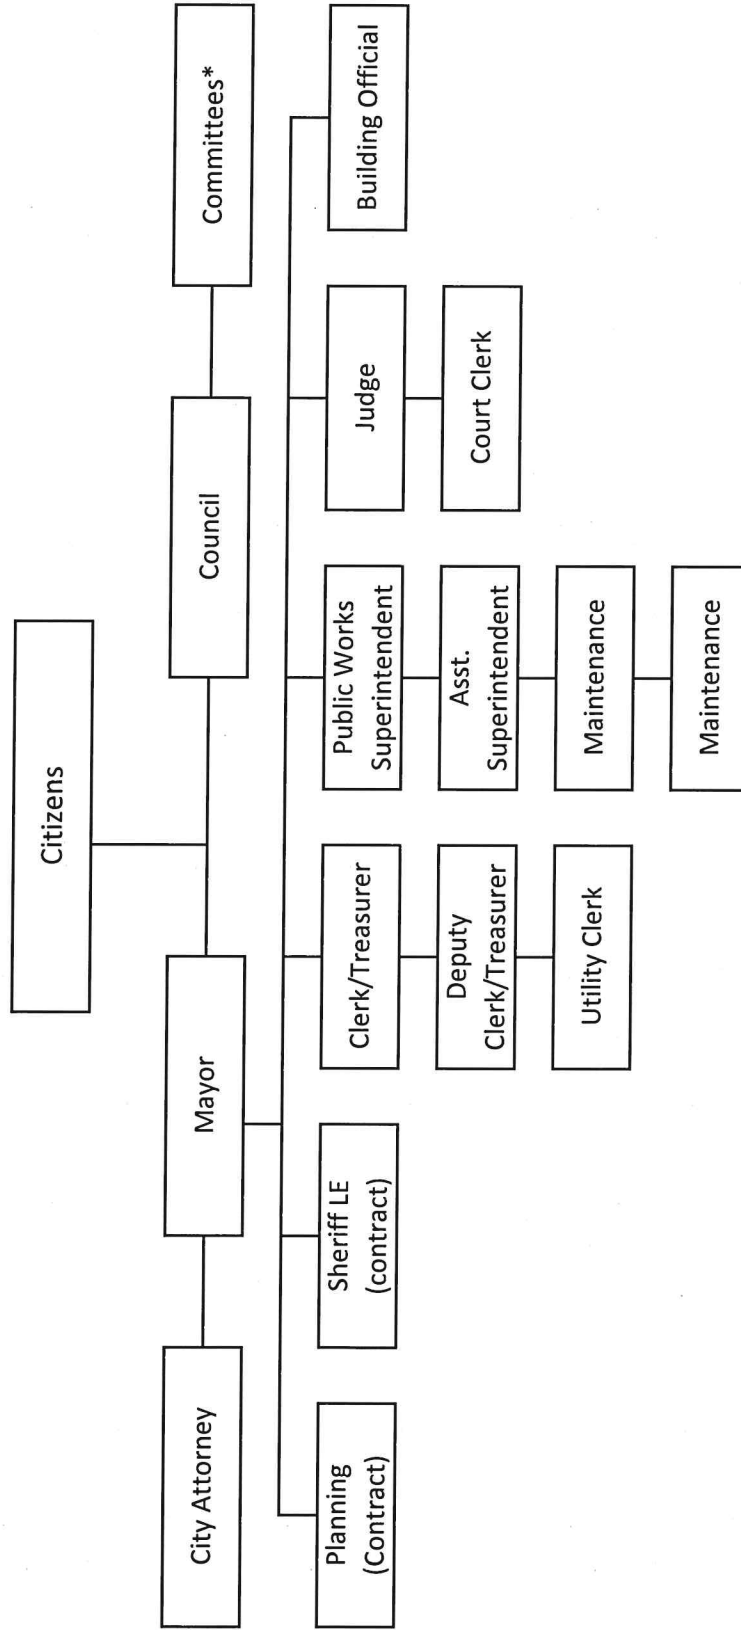 Citizens
City Attorney
Mayor
Council
Committees*
Planning
(Contract)
Sheriff LE
(contract)
Clerk/Treasurer
Public Works
Superintendent
Judge
Building Official
Deputy
Clerk/Treasurer
Asst.
Superintendent
Court Clerk
Utility Clerk
Maintenance
Maintenance